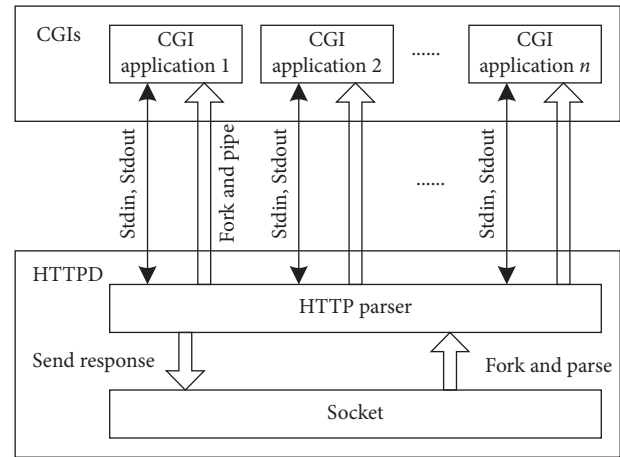 CGIs
CGI
application 1
CGI
application 2
......
CGI
application n
Stdin, Stdout
Fork and pipe
Stdin, Stdout
......
Stdin, Stdout
HTTPD
HTTP parser
Send response
Fork and parse
Socket